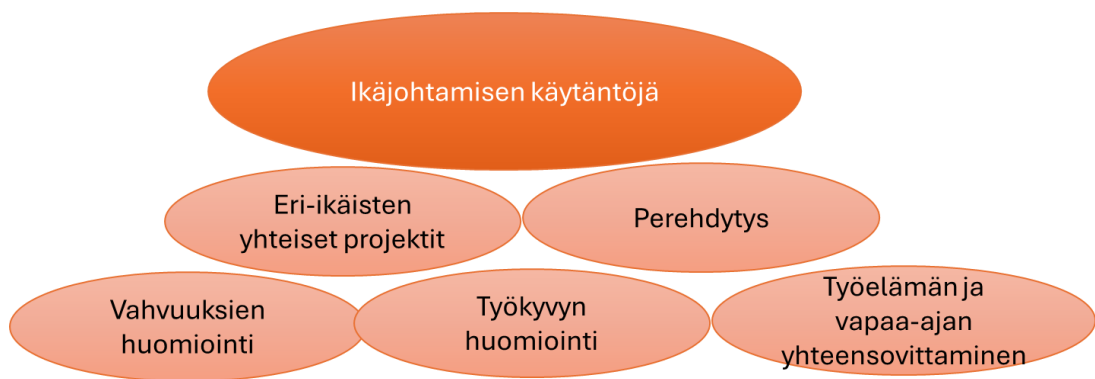 Ikäjohtamisen käytäntöjä
Eri-ikäisten
yhteiset projektit
Perehdytys
Vahvuuksien
huomiointi
Työkyvyn
huomiointi
Työelämän ja
vapaa-ajan
yhteensovittaminen